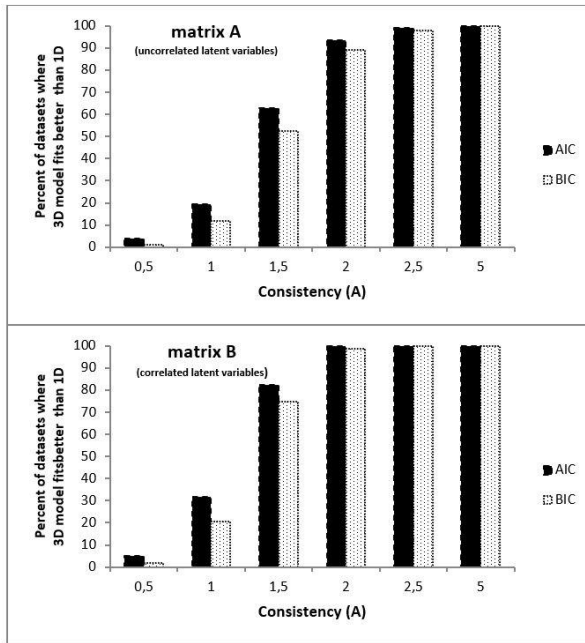 matrix A
(uncorrelated latent variables)
Percent of datasets where
3D model fits better than 1D
100
90
80
70
60
50
40
30
20
10
0
0,5 1 1,5 2 2,5 5
Consistency (A)
AIC
BIC
matrix B
(correlated latent variables)
Percent of datasets where
3D model fitsbetter than 1D
100
90
80
70
60
50
40
30
20
10
0
0,5 1 1,5 2 2,5 5
Consistency (A)
AIC
BIC